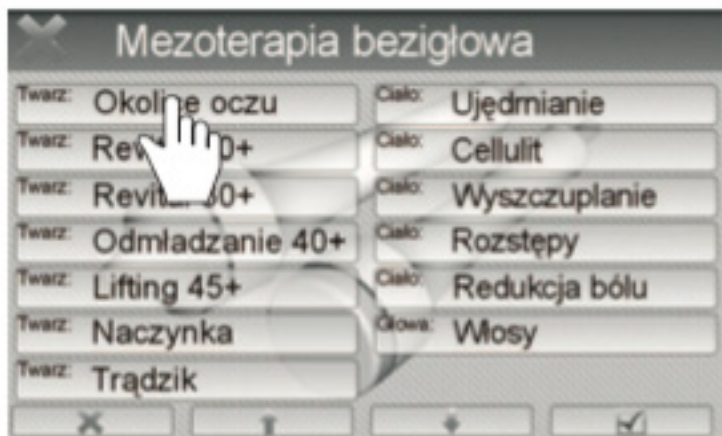 Mezoterapia bezigłowa
Twarz: Okolice oczu
Twarz: 0+
Twarz: 30+
Twarz: Odmładzanie 40+
Twarz: Lifting 45+
Twarz: Naczynka
Twarz: Trądzik
Ciało: Ujędrnianie
Ciało: Cellulit
Ciało: Wyszczuplanie
Ciało: Rozstępy
Ciało: Redukcja bólu
Głowa: Włosy